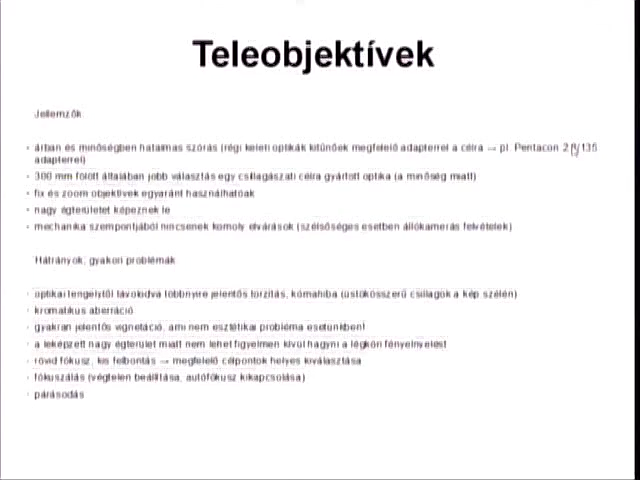 Teleobjektívek
Jellemzők
árban és minőségben hatalmas szórás (régi keleti optikák kitűnőek megfelelő adapterrel a célra → pl. Pentacon 2 /135
adapterrel)
300 mm fölött általában jobb választás egy csillagászati célra gyártott optika (a minőség miatt)
fix és zoom objektívek egyaránt használhatóak
nagy égterületet képeznek le
mechanika szempontjából nincsenek komoly elvárások (szélsőséges esetben állókamerás felvételek)
Hátrányok, gyakori problémák
optikai tengelytől távolodva többnyire jelentős torzítás, kómahiba (üstökösszerű csillagok a kép szélén)
kromatikus aberráció
gyakran jelentős vignetáció, ami nem esztétikai probléma esetünkben!
a leképzett nagy égterület miatt nem lehet figyelmen kívül hagyni a légköri fényelnyelést
rövid fókusz, kis felbontás → megfelelő célpontok helyes kiválasztása
fókuszálás (végtelen beállítása, autófókusz kikapcsolása)
párásodás